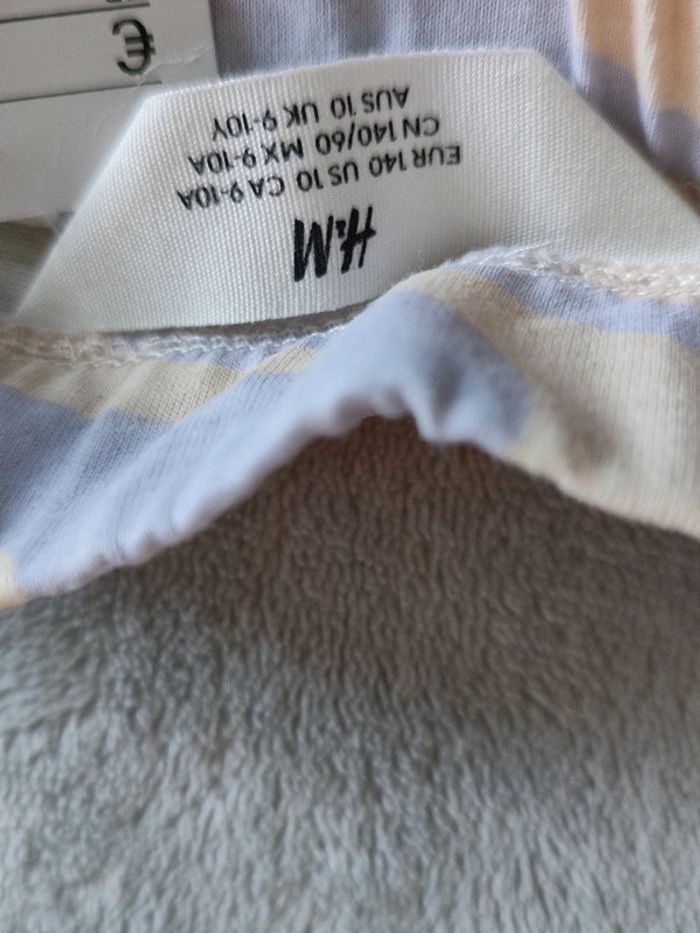 H&M
EUR 140 US 10 CA 9-10A
CN 140/60 MX 9-10A
AUS 10 UK 9-10Y
€